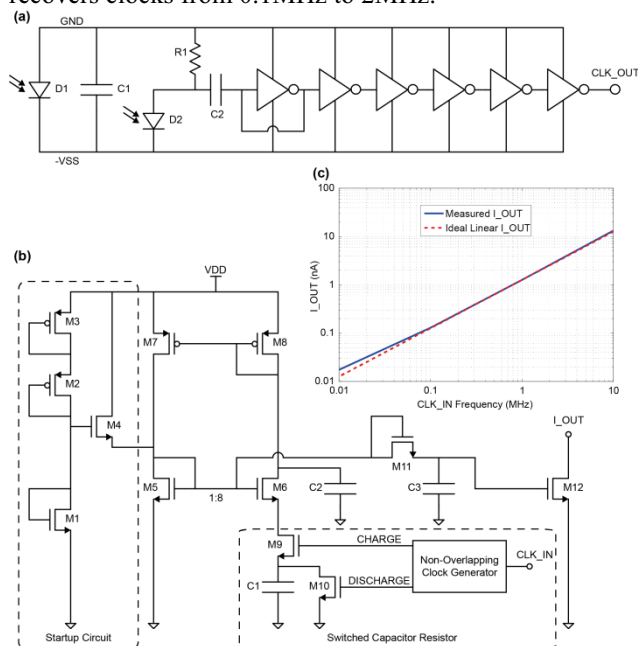 recovers clocks from 0.1MHz to 2MHz.
(a)
GND
R1
D1
C1
D2
C2
CLK_OUT
-VSS
(c)
100
10
1
0.1
0.01
I_OUT (nA)
Measured I_OUT
Ideal Linear I_OUT
0.01
0.1
1
10
CLK_IN Frequency (MHz)
(b)
VDD
M3
M7
M8
M2
M4
I_OUT
M11
M5
1:8
M6
C2
C3
M12
M1
M9
CHARGE
Non-Overlapping
Clock Generator
CLK_IN
C1
M10
DISCHARGE
Startup Circuit
Switched Capacitor Resistor